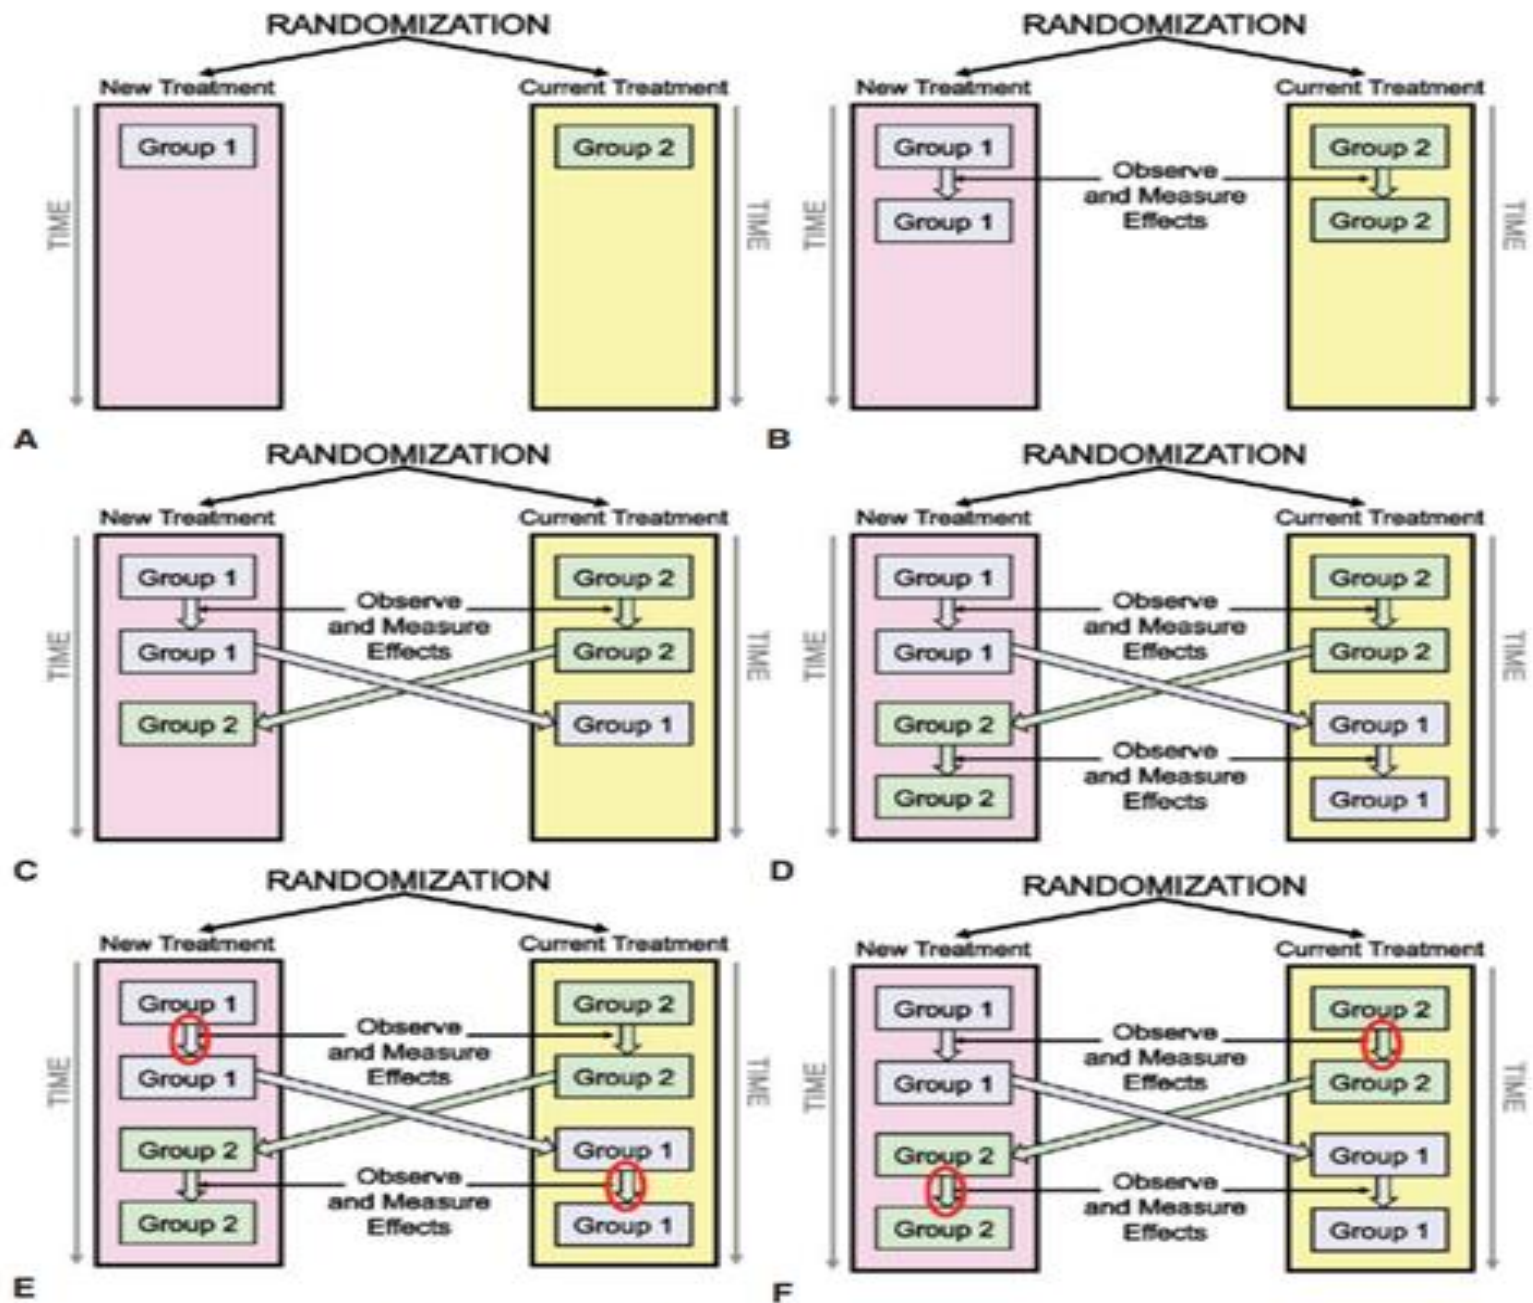 RANDOMIZATION
New Treatment
Current Treatment
TIME
Group 1
Group 2
TIME
A
RANDOMIZATION
New Treatment
Current Treatment
TIME
Group 1
Group 2
Observe
and Measure
Effects
Group 1
Group 2
TIME
B
RANDOMIZATION
New Treatment
Current Treatment
TIME
Group 1
Group 2
Observe
and Measure
Effects
Group 1
Group 2
Group 2
Group 1
TIME
C
RANDOMIZATION
New Treatment
Current Treatment
TIME
Group 1
Group 2
Observe
and Measure
Effects
Group 1
Group 2
Group 2
Group 1
Observe
and Measure
Effects
Group 2
Group 1
TIME
D
RANDOMIZATION
New Treatment
Current Treatment
TIME
Group 1
Group 2
Observe
and Measure
Effects
Group 1
Group 2
Group 2
Group 1
Observe
and Measure
Effects
Group 2
Group 1
TIME
E
RANDOMIZATION
New Treatment
Current Treatment
TIME
Group 1
Group 2
Observe
and Measure
Effects
Group 1
Group 2
Group 2
Group 1
Observe
and Measure
Effects
Group 2
Group 1
TIME
F